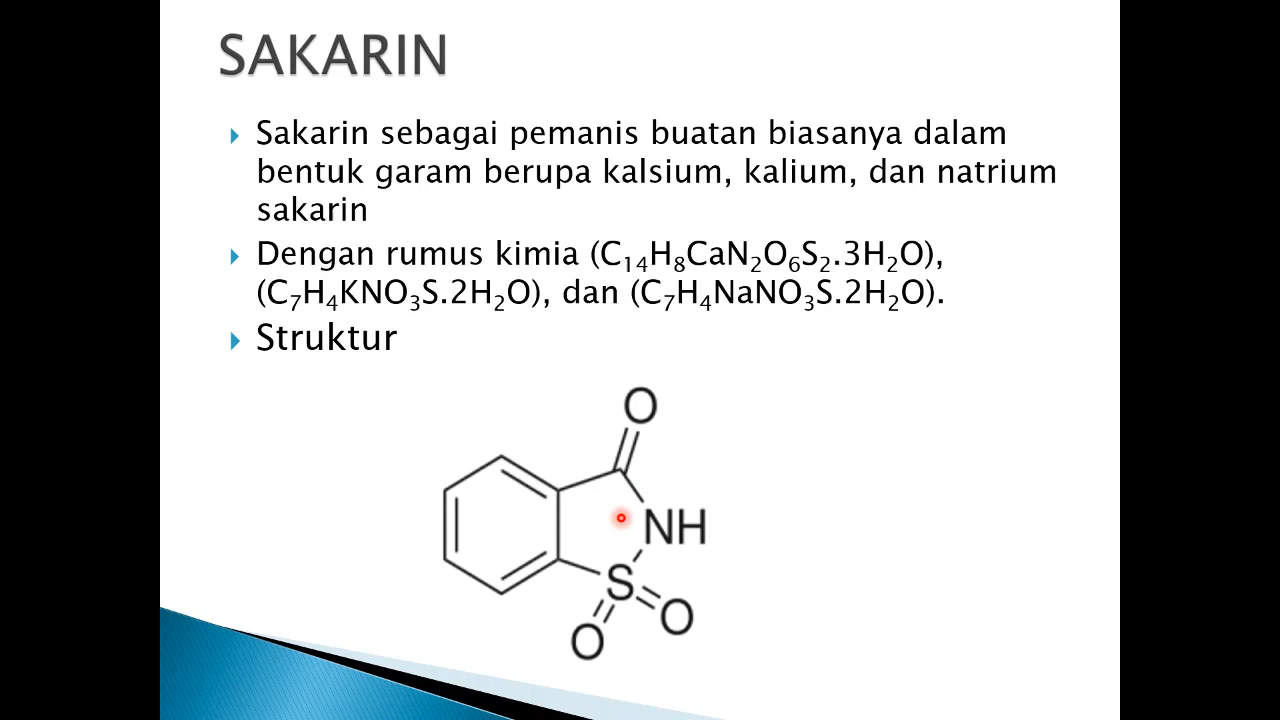 SAKARIN
Sakarin sebagai pemanis buatan biasanya dalam
bentuk garam berupa kalsium, kalium, dan natrium
sakarin
Dengan rumus kimia (C₁₄H₈CaN₂O₆S₂.3H₂O),
(C₇H₄KNO₃S.2H₂O), dan (C₇H₄NaNO₃S.2H₂O).
Struktur
O
NH
S
O
O